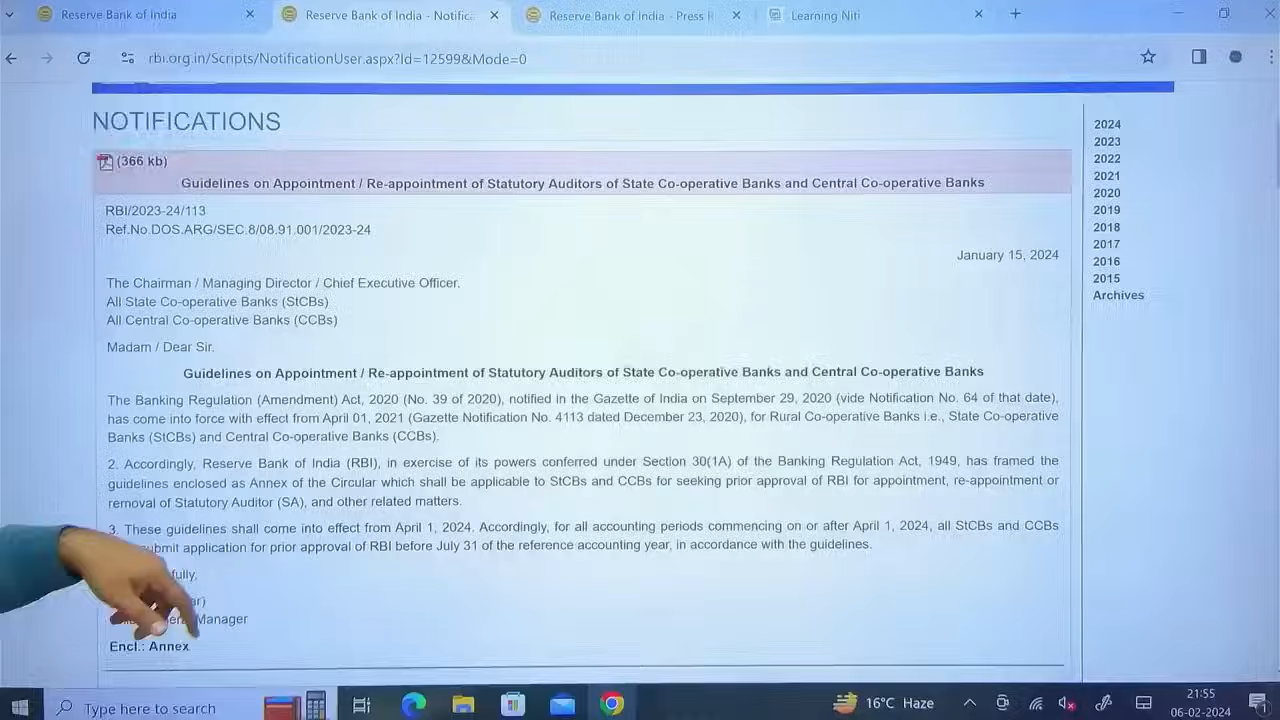 Reserve Bank of India
Reserve Bank of India - Notific
Reserve Bank of India - Press R
Learning Niti
rbi.org.in/Scripts/NotificationUser.aspx?Id=12599&Mode=0
NOTIFICATIONS
(366 kb)
Guidelines on Appointment / Re-appointment of Statutory Auditors of State Co-operative Banks and Central Co-operative Banks
RBI/2023-24/113
Ref.No.DOS.ARG/SEC.8/08.91.001/2023-24
January 15, 2024
The Chairman / Managing Director / Chief Executive Officer.
All State Co-operative Banks (StCBs)
All Central Co-operative Banks (CCBs)
Madam / Dear Sir.
Guidelines on Appointment / Re-appointment of Statutory Auditors of State Co-operative Banks and Central Co-operative Banks
The Banking Regulation (Amendment) Act, 2020 (No. 39 of 2020), notified in the Gazette of India on September 29, 2020 (vide Notification No. 64 of that date),
has come into force with effect from April 01, 2021 (Gazette Notification No. 4113 dated December 23, 2020), for Rural Co-operative Banks i.e., State Co-operative
Banks (StCBs) and Central Co-operative Banks (CCBs).
2. Accordingly, Reserve Bank of India (RBI), in exercise of its powers conferred under Section 30(1A) of the Banking Regulation Act, 1949, has framed the
guidelines enclosed as Annex of the Circular which shall be applicable to StCBs and CCBs for seeking prior approval of RBI for appointment, re-appointment or
removal of Statutory Auditor (SA), and other related matters.
3. These guidelines shall come into effect from April 1, 2024. Accordingly, for all accounting periods commencing on or after April 1, 2024, all StCBs and CCBs
submit application for prior approval of RBI before July 31 of the reference accounting year, in accordance with the guidelines.
fully,
Manager
Encl.: Annex
2024
2023
2022
2021
2020
2019
2018
2017
2016
2015
Archives
Type here to search
16°C Haze
21:55
06-02-2024